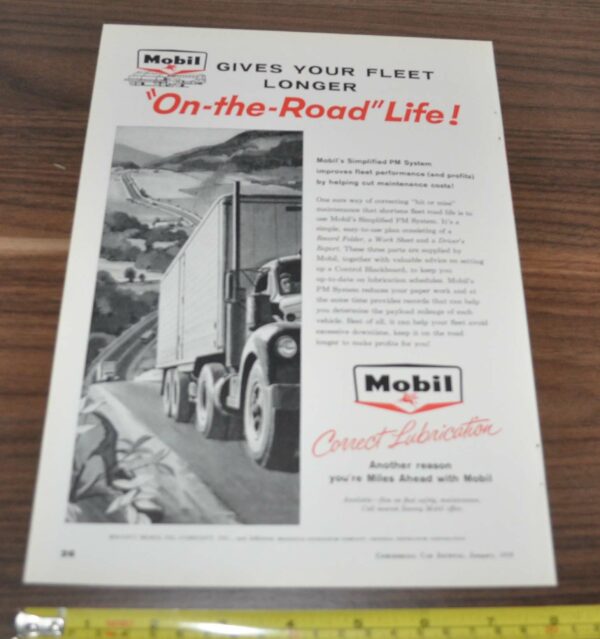 Mobil
GIVES YOUR FLEET
LONGER
"On-the-Road" Life!
Mobil's Simplified PM System
improves fleet performance (and profits)
by helping cut maintenance costs!
One sure way of correcting "hit or miss"
maintenance that shortens fleet road life is to
use Mobil's Simplified PM System. It's a
simple, easy-to-use plan consisting of a
Record Folder, a Work Sheet and a Driver's
Report. These three parts are supplied by
Mobil, together with valuable advice on setting
up a Control Blackboard, to keep you
up-to-date on lubrication schedules. Mobil's
PM System reduces your paper work and at
the same time provides records that can help
you determine the payload mileage of each
vehicle. Best of all, it can help your fleet avoid
excessive downtime, keep it on the road
longer to make profits for you!
Mobil
Correct Lubrication
Another reason
you're Miles Ahead with Mobil
Commercial Car Journal, January,